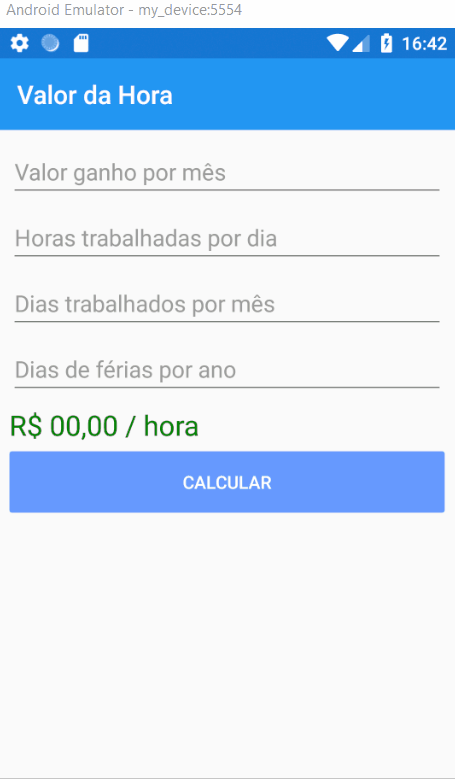 Android Emulator - my_device:5554
16:42
Valor da Hora
Valor ganho por mês
Horas trabalhadas por dia
Dias trabalhados por mês
Dias de férias por ano
R$ 00,00 / hora
CALCULAR